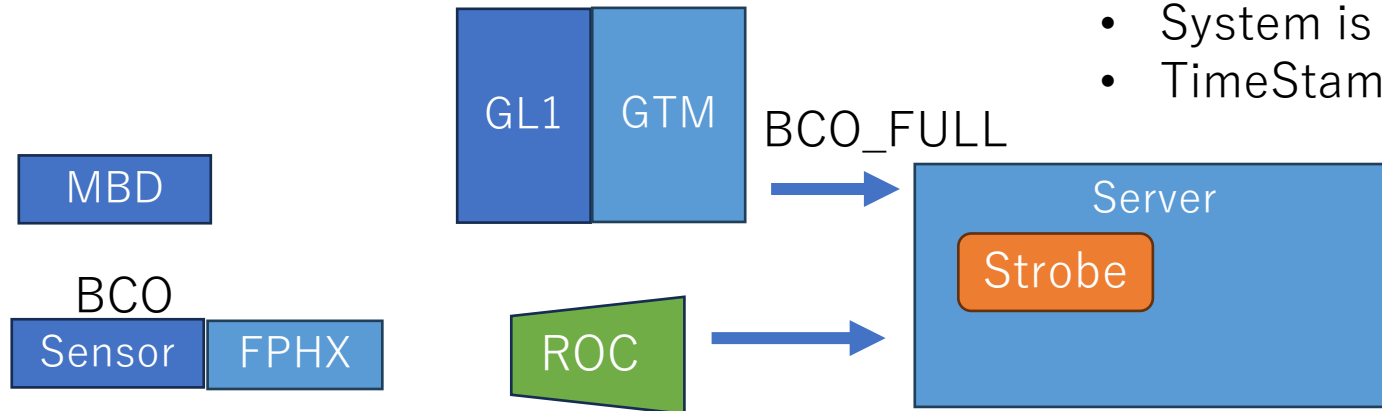 • System is
• TimeStam
GL1 GTM
BCO_FULL
MBD
Server
Strobe
BCO
Sensor FPHX
ROC